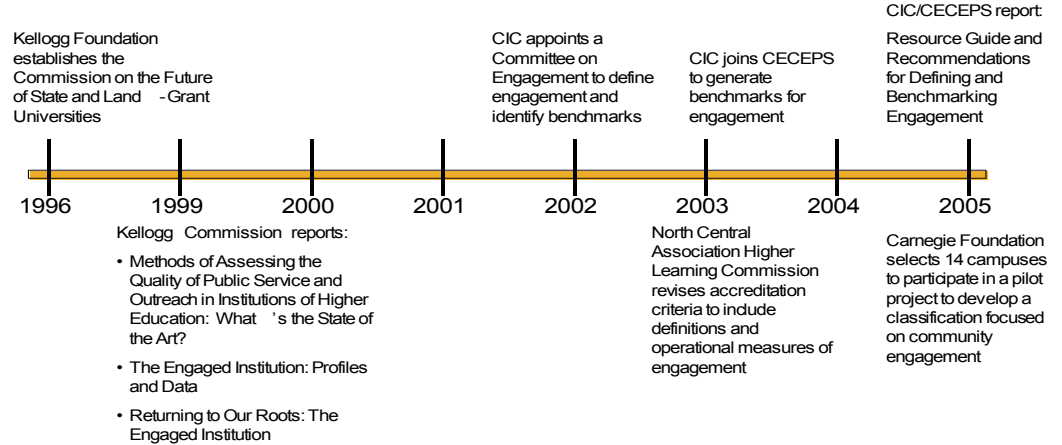 Kellogg Foundation
establishes the
Commission on the Future
of State and Land -Grant
Universities
CIC appoints a
Committee on
Engagement to define
engagement and
identify benchmarks
CIC joins CECEPS
to generate
benchmarks for
engagement
CIC/CECEPS report:
Resource Guide and
Recommendations
for Defining and
Benchmarking
Engagement
1996
1999
2000
2001
2002
2003
2004
2005
Kellogg Commission reports:
• Methods of Assessing the
Quality of Public Service and
Outreach in Institutions of Higher
Education: What ’s the State of
the Art?
• The Engaged Institution: Profiles
and Data
• Returning to Our Roots: The
Engaged Institution
North Central
Association Higher
Learning Commission
revises accreditation
criteria to include
definitions and
operational measures of
engagement
Carnegie Foundation
selects 14 campuses
to participate in a pilot
project to develop a
classification focused
on community
engagement